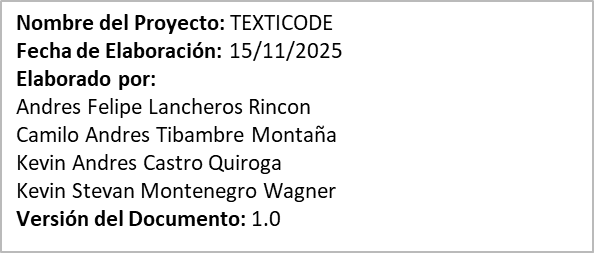 Nombre del Proyecto: TEXTICODE
Fecha de Elaboración: 15/11/2025
Elaborado por:
Andres Felipe Lancheros Rincon
Camilo Andres Tibambre Montaña
Kevin Andres Castro Quiroga
Kevin Stevan Montenegro Wagner
Versión del Documento: 1.0